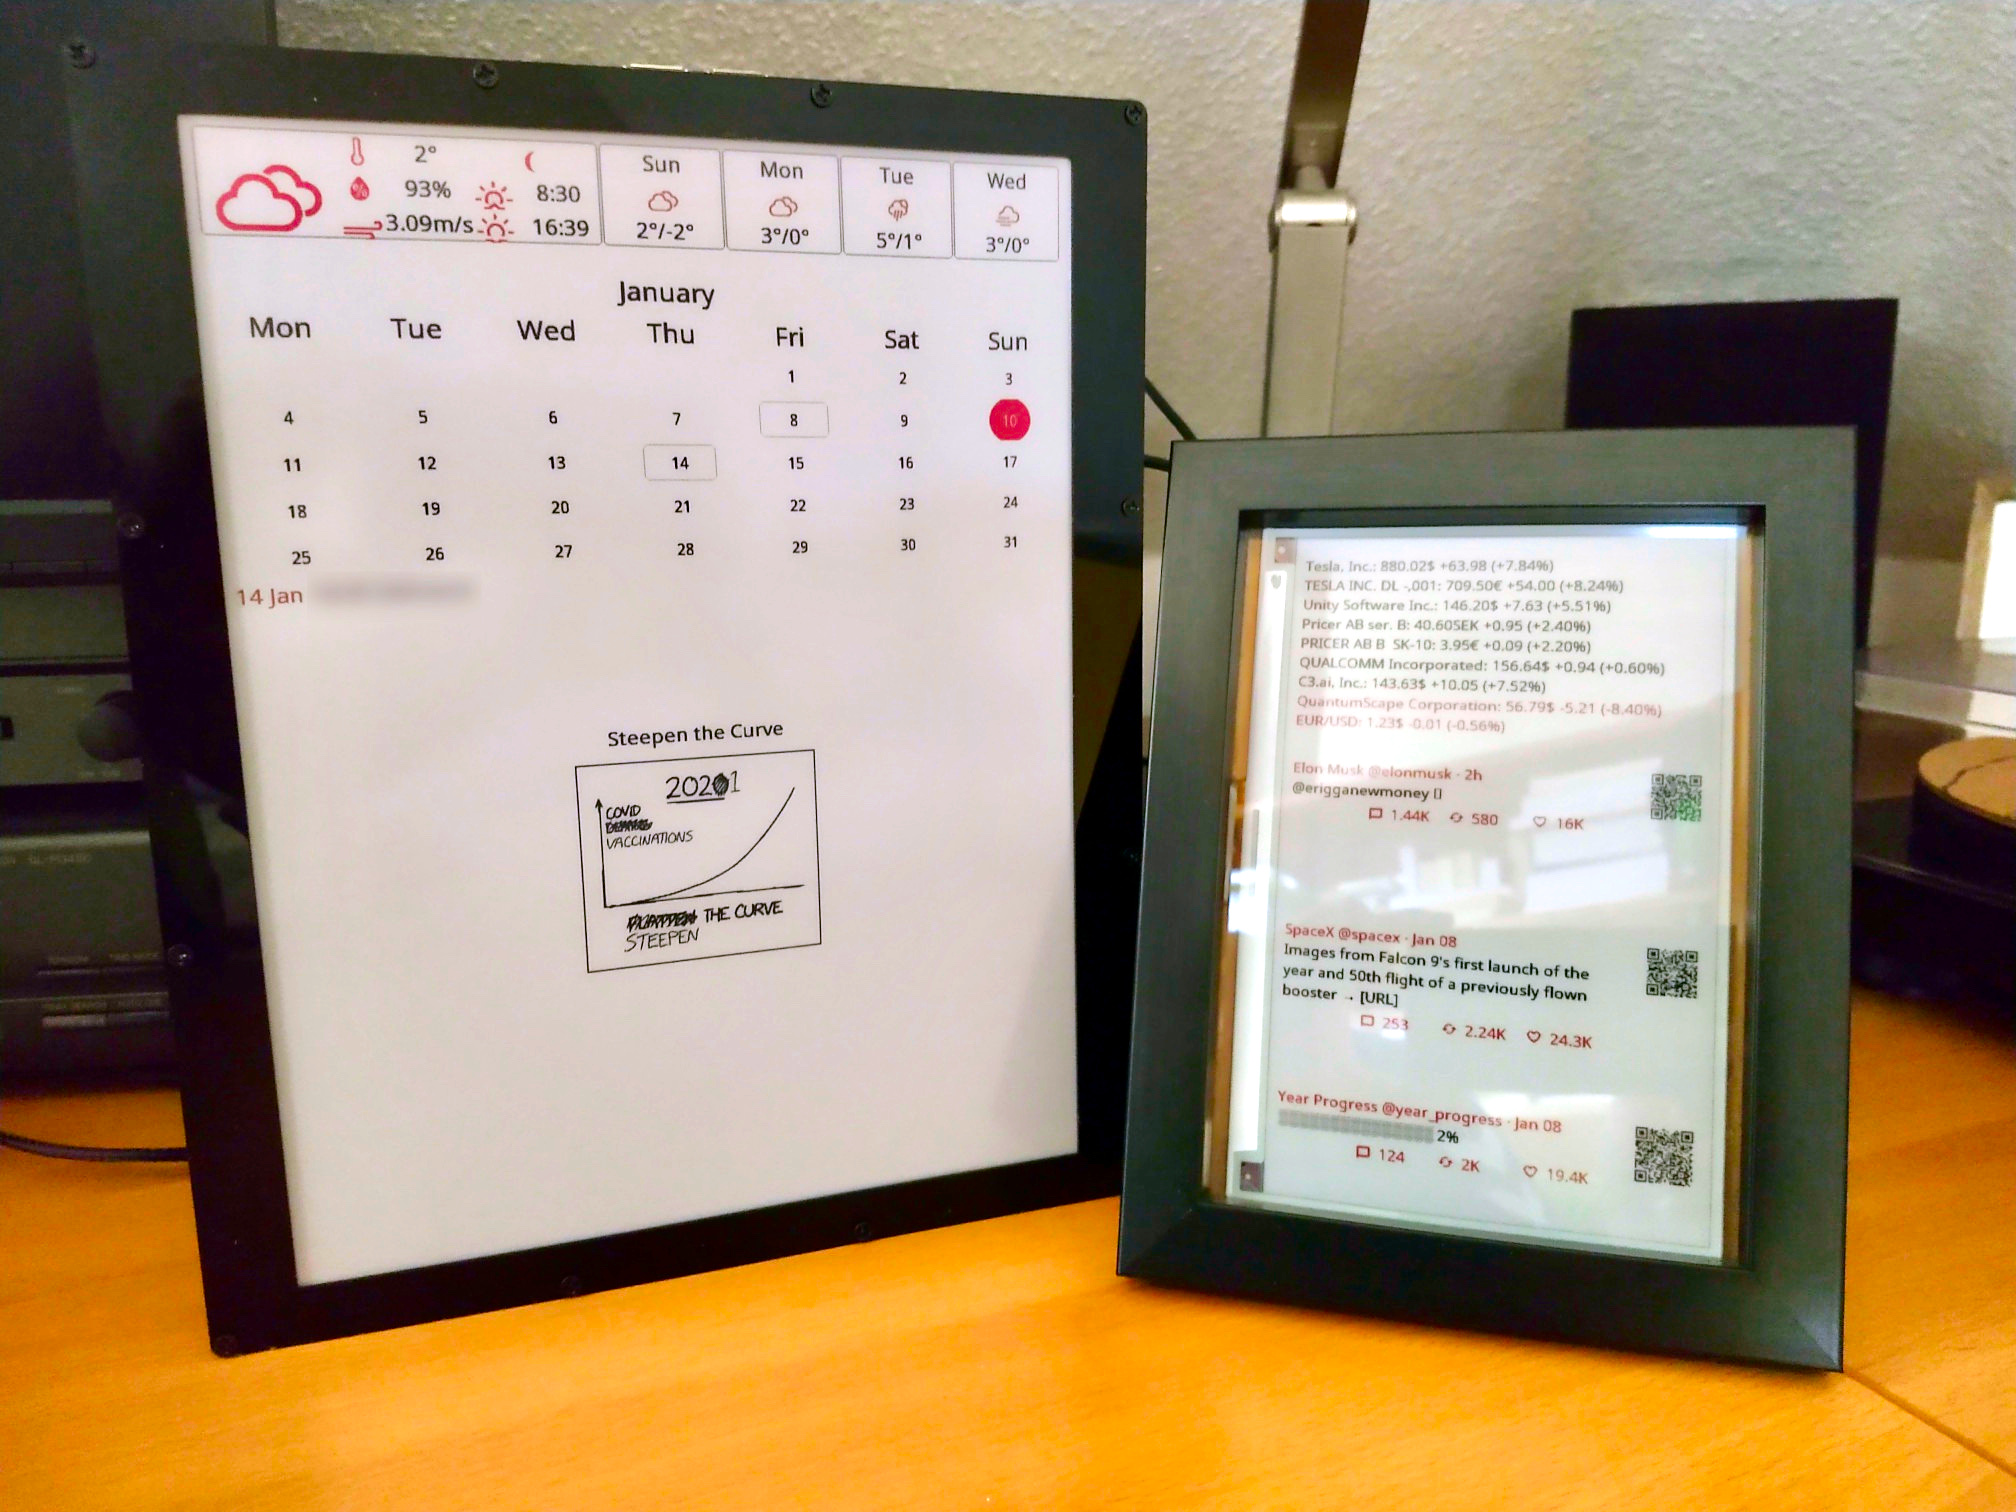 2°
93%
8:30
3.09m/s
16:39
Sun
2°/-2°
Mon
3°/0°
Tue
5°/1°
Wed
3°/0°
January
Mon Tue Wed Thu Fri Sat Sun
1 2 3
4 5 6 7 8 9 10
11 12 13 14 15 16 17
18 19 20 21 22 23 24
25 26 27 28 29 30 31
14 Jan
Steepen the Curve
2021
COVID
VACCINATIONS
THE CURVE
STEEPEN
Tesla, Inc.: 880.02$ +63.98 (+7.84%)
TESLA INC. DL -,001: 709.50€ +54.00 (+8.24%)
Unity Software Inc.: 146.20$ +7.63 (+5.51%)
Pricer AB ser. B: 40.60SEK +0.95 (+2.40%)
PRICER AB B SK-10: 3.95€ +0.09 (+2.20%)
QUALCOMM Incorporated: 156.64$ +0.94 (+0.60%)
C3.ai, Inc.: 143.63$ +10.05 (+7.52%)
QuantumScape Corporation: 56.79$ -5.21 (-8.40%)
EUR/USD: 1.23$ -0.01 (-0.56%)
Elon Musk @elonmusk · 2h
@erigganewmoney
1.44K 580 16K
SpaceX @spacex · Jan 08
Images from Falcon 9's first launch of the
year and 50th flight of a previously flown
booster → [URL]
253 2.24K 24.3K
Year Progress @year_progress · Jan 08
2%
124 2K 19.4K